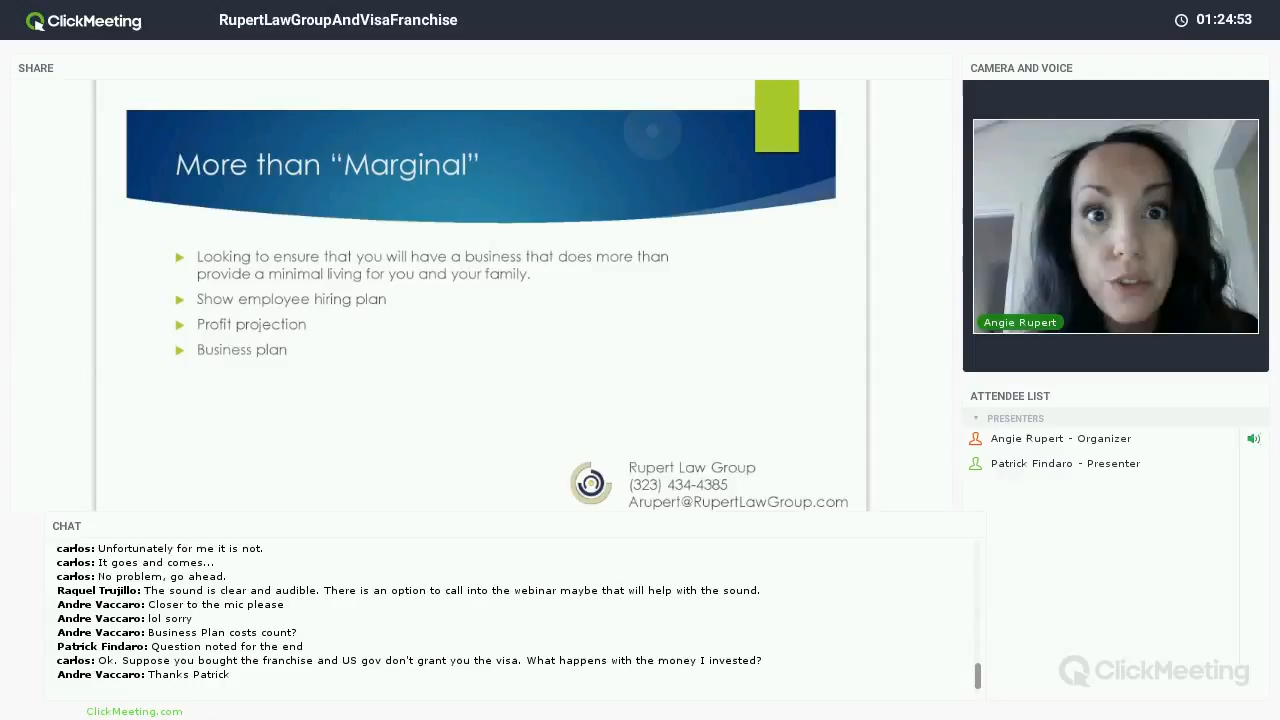 ClickMeeting
RupertLawGroupAndVisaFranchise
01:24:53
SHARE
More than “Marginal”
Looking to ensure that you will have a business that does more than
provide a minimal living for you and your family.
Show employee hiring plan
Profit projection
Business plan
Rupert Law Group
(323) 434-4385
Arupert@RupertLawGroup.com
CAMERA AND VOICE
Angie Rupert
ATTENDEE LIST
PRESENTERS
Angie Rupert - Organizer
Patrick Findaro - Presenter
CHAT
carlos: Unfortunately for me it is not.
carlos: It goes and comes...
carlos: No problem, go ahead.
Raquel Trujillo: The sound is clear and audible. There is an option to call into the webinar maybe that will help with the sound.
Andre Vaccaro: Closer to the mic please
Andre Vaccaro: lol sorry
Andre Vaccaro: Business Plan costs count?
Patrick Findaro: Question noted for the end
carlos: Ok. Suppose you bought the franchise and US gov don't grant you the visa. What happens with the money I invested?
Andre Vaccaro: Thanks Patrick
ClickMeeting
ClickMeeting.com